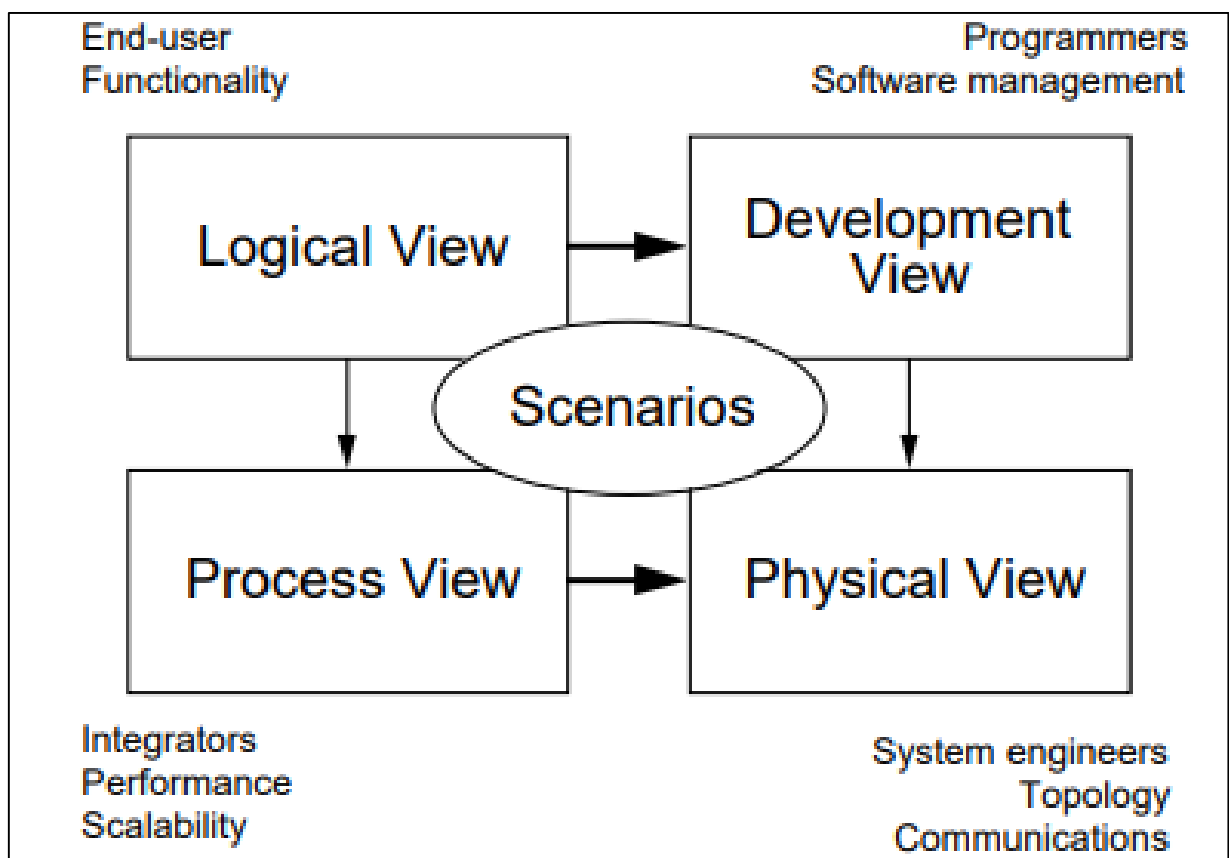 End-user
Functionality
Programmers
Software management
Logical View
Development
View
Scenarios
Process View
Physical View
Integrators
Performance
Scalability
System engineers
Topology
Communications